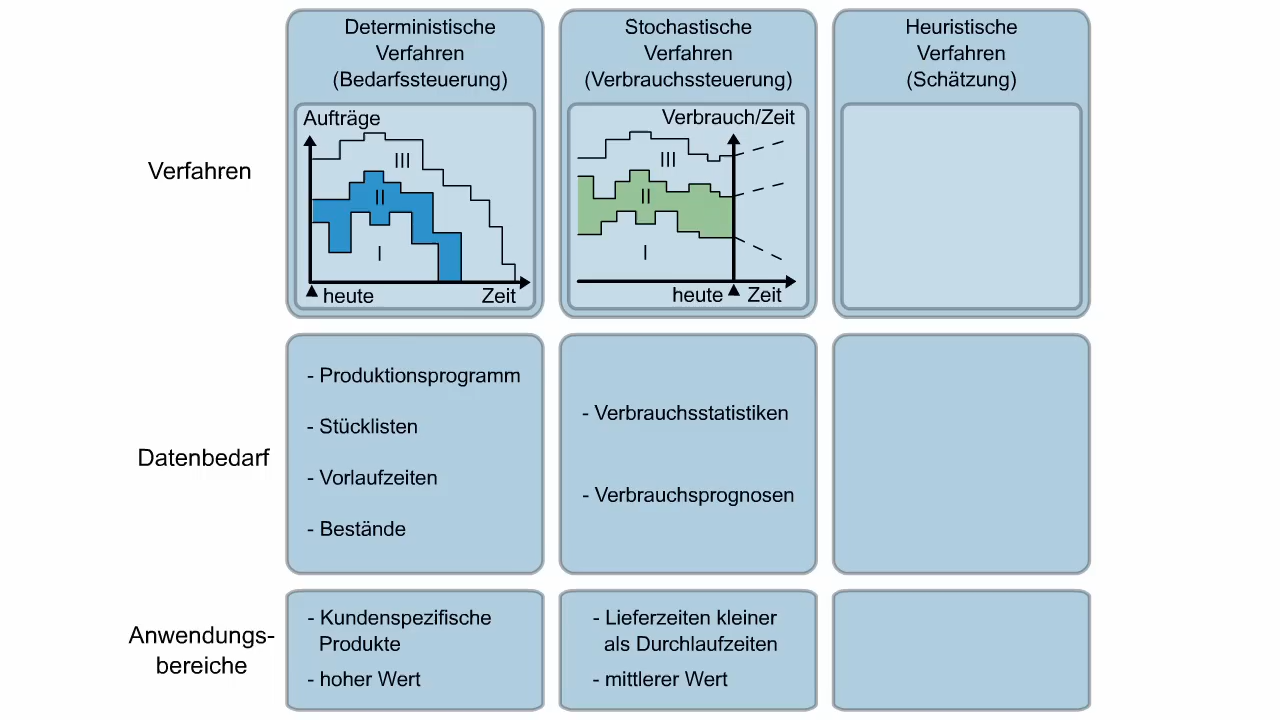 Deterministische
Verfahren
(Bedarfssteuerung)
Stochastische
Verfahren
(Verbrauchssteuerung)
Heuristische
Verfahren
(Schätzung)
Verfahren
Aufträge
III
II
I
heute
Zeit
Verbrauch/Zeit
III
II
I
heute
Zeit
Datenbedarf
- Produktionsprogramm
- Stücklisten
- Vorlaufzeiten
- Bestände
- Verbrauchsstatistiken
- Verbrauchsprognosen
Anwendungs-
bereiche
- Kundenspezifische
Produkte
- hoher Wert
- Lieferzeiten kleiner
als Durchlaufzeiten
- mittlerer Wert